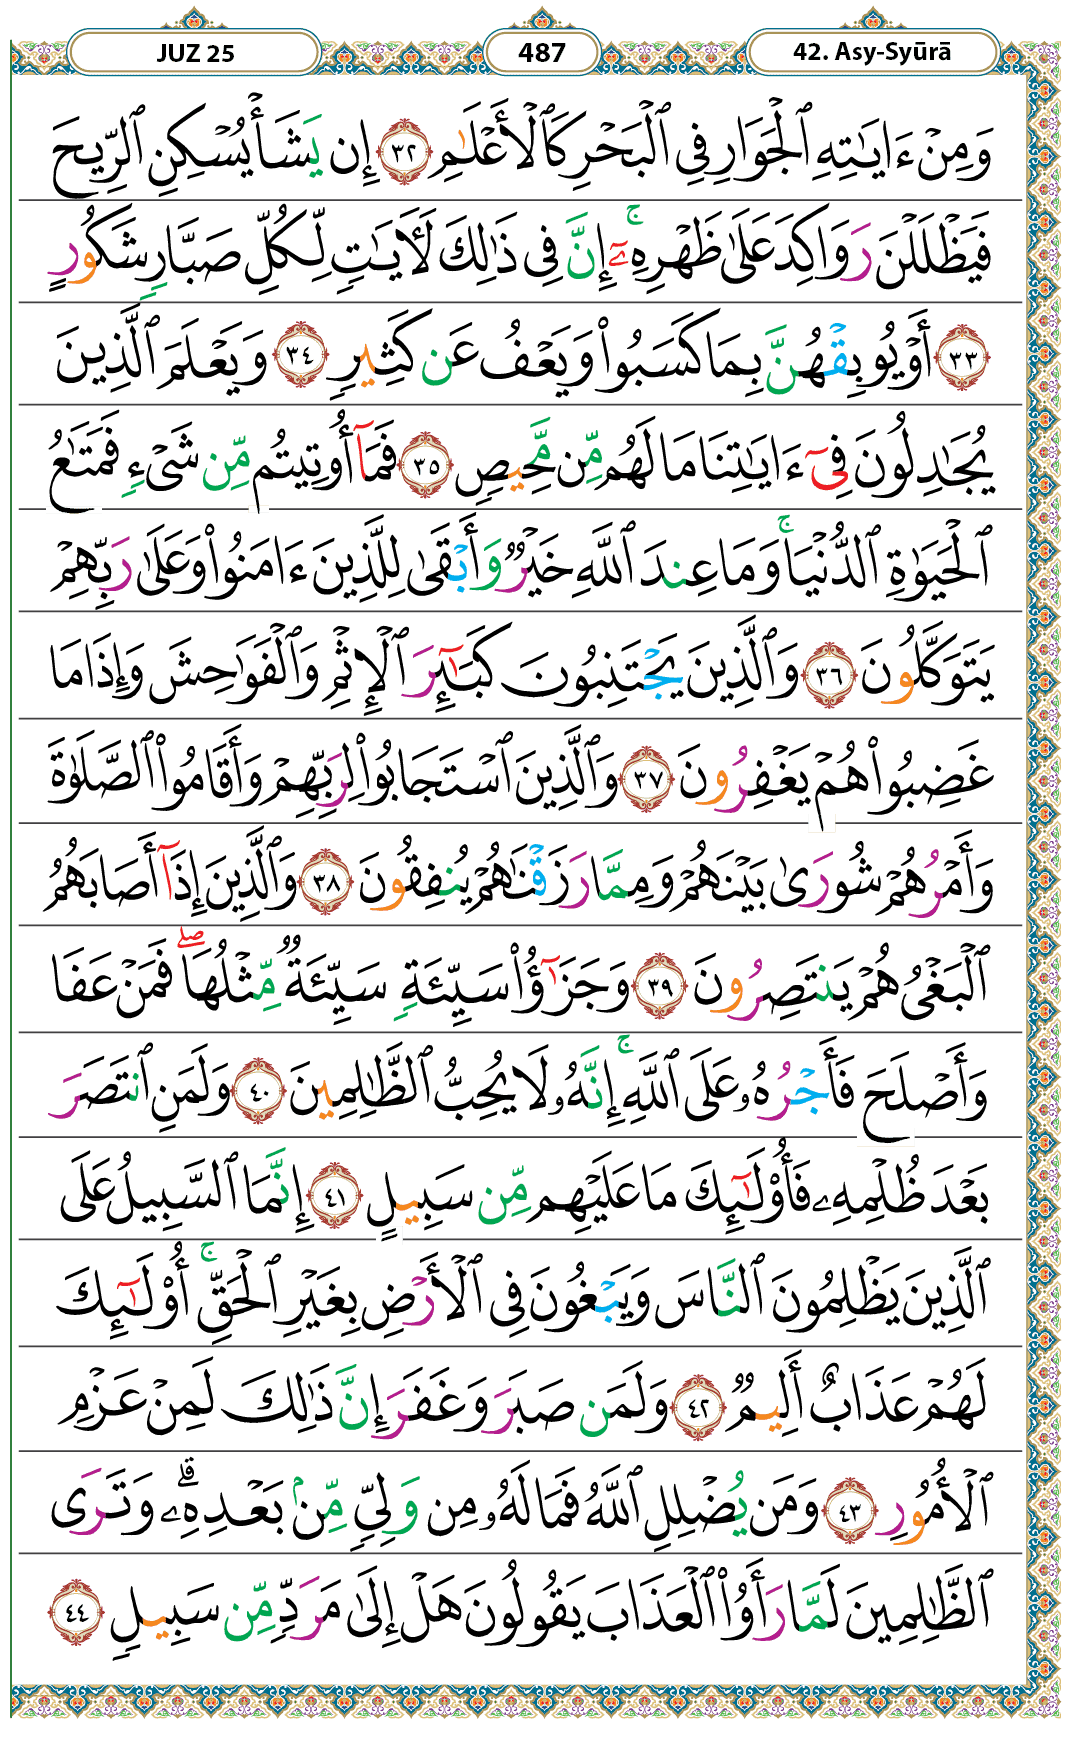 JUZ 25 487 42. Asy-Syūrā
وَمِنْ ءَايَـٰتِهِ ٱلْجَوَارِ فِى ٱلْبَحْرِ كَٱلْأَعْلَـٰمِ ٣٢ إِن يَشَأْ يُسْكِنِ ٱلرِّيحَ
فَيَظْلَلْنَ رَوَاكِدَ عَلَىٰ ظَهْرِهِۦٓ ۚ إِنَّ فِى ذَٰلِكَ لَـَٔايَـٰتٍ لِّكُلِّ صَبَّارٍ شَكُورٍ
٣٣ أَوْ يُوبِقْهُنَّ بِمَا كَسَبُوا۟ وَيَعْفُ عَن كَثِيرٍ ٣٤ وَيَعْلَمَ ٱلَّذِينَ
يُجَـٰدِلُونَ فِىٓ ءَايَـٰتِنَا مَا لَهُم مِّن مَّحِيصٍ ٣٥ فَمَآ أُوتِيتُم مِّن شَىْءٍ فَمَتَـٰعُ
ٱلْحَيَوٰةِ ٱلدُّنْيَا ۚ وَمَا عِندَ ٱللَّهِ خَيْرٌ وَأَبْقَىٰ لِلَّذِينَ ءَامَنُوا۟ وَعَلَىٰ رَبِّهِمْ
يَتَوَكَّلُونَ ٣٦ وَٱلَّذِينَ يَجْتَنِبُونَ كَبَـٰٓئِرَ ٱلْإِثْمِ وَٱلْفَوَٰحِشَ وَإِذَا مَا
غَضِبُوا۟ هُمْ يَغْفِرُونَ ٣٧ وَٱلَّذِينَ ٱسْتَجَابُوا۟ لِرَبِّهِمْ وَأَقَامُوا۟ ٱلصَّلَوٰةَ
وَأَمْرُهُمْ شُورَىٰ بَيْنَهُمْ وَمِمَّا رَزَقْنَـٰهُمْ يُنفِقُونَ ٣٨ وَٱلَّذِينَ إِذَآ أَصَابَهُمُ
ٱلْبَغْىُ هُمْ يَنتَصِرُونَ ٣٩ وَجَزَٰٓؤُا۟ سَيِّئَةٍ سَيِّئَةٌ مِّثْلُهَا ۖ فَمَنْ عَفَا
وَأَصْلَحَ فَأَجْرُهُۥ عَلَى ٱللَّهِ ۚ إِنَّهُۥ لَا يُحِبُّ ٱلظَّـٰلِمِينَ ٤٠ وَلَمَنِ ٱنتَصَرَ
بَعْدَ ظُلْمِهِۦ فَأُو۟لَـٰٓئِكَ مَا عَلَيْهِم مِّن سَبِيلٍ ٤١ إِنَّمَا ٱلسَّبِيلُ عَلَى
ٱلَّذِينَ يَظْلِمُونَ ٱلنَّاسَ وَيَبْغُونَ فِى ٱلْأَرْضِ بِغَيْرِ ٱلْحَقِّ ۚ أُو۟لَـٰٓئِكَ
لَهُمْ عَذَابٌ أَلِيمٌ ٤٢ وَلَمَن صَبَرَ وَغَفَرَ إِنَّ ذَٰلِكَ لَمِنْ عَزْمِ
ٱلْأُمُورِ ٤٣ وَمَن يُضْلِلِ ٱللَّهُ فَمَا لَهُۥ مِن وَلِىٍّ مِّنۢ بَعْدِهِۦ ۗ وَتَرَى
ٱلظَّـٰلِمِينَ لَمَّا رَأَوُا۟ ٱلْعَذَابَ يَقُولُونَ هَلْ إِلَىٰ مَرَدٍّ مِّن سَبِيلٍ ٤٤